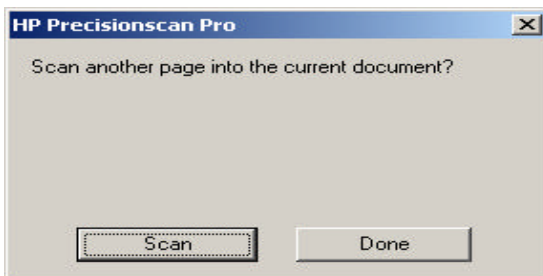 HP Precisionscan Pro
Scan another page into the current document?
Scan
Done